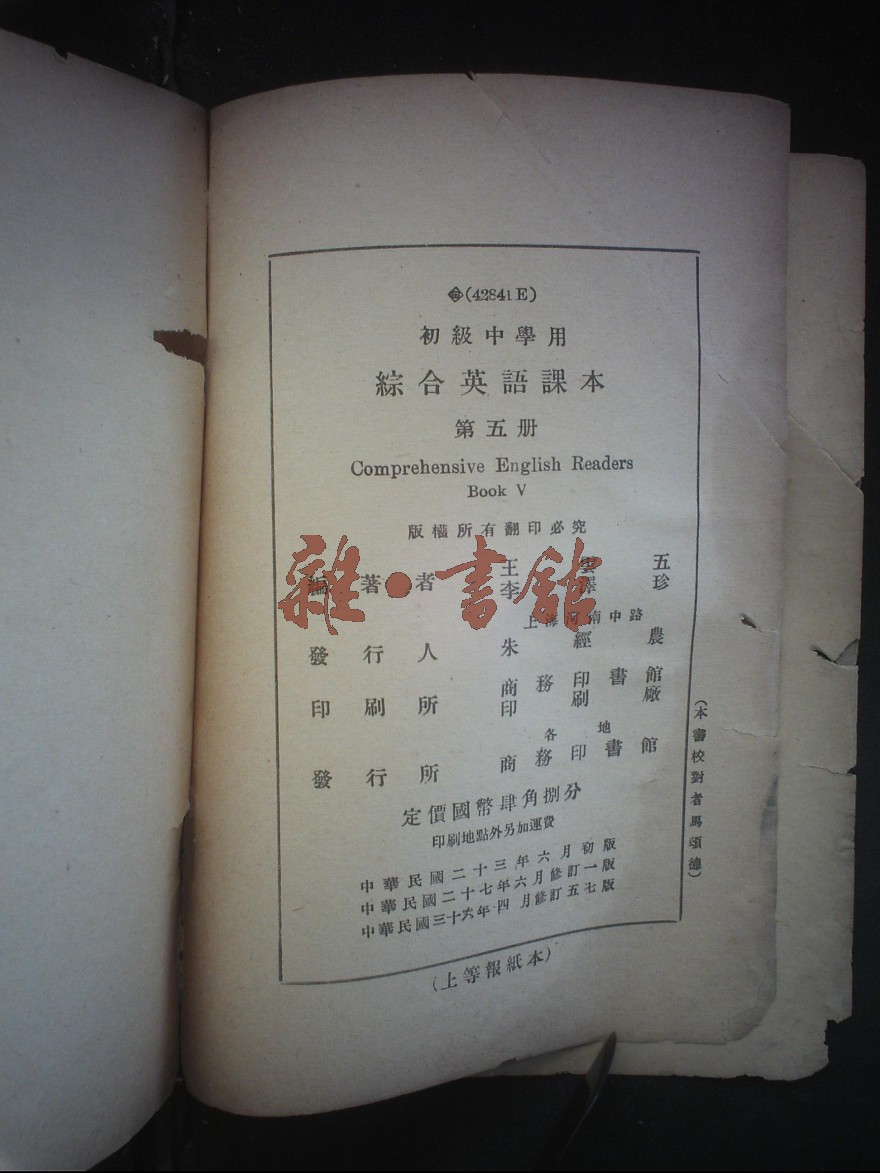 (42841 E)
初級中學用
綜合英語課本
第五册
Comprehensive English Readers
Book V
版權所有翻印必究
編著者 王雲五
李澤珍
上海河南中路
發行人 朱經農
印刷所 商務印書館
印刷廠
各地
發行所 商務印書館
定價國幣肆角捌分
印刷地點外另加運費
中華民國二十三年六月初版
中華民國二十七年六月修訂一版
中華民國三十六年四月修訂五七版
(本書校對者馬頌德)
(上等報紙本)
雜·書館